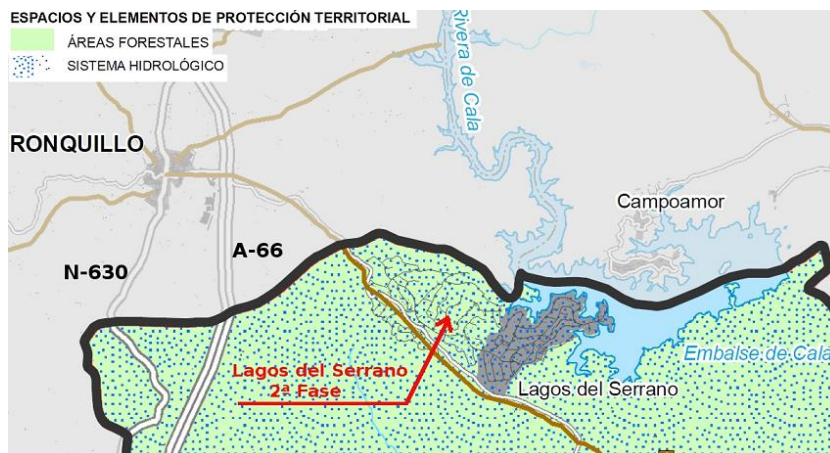 ESPACIOS Y ELEMENTOS DE PROTECCIÓN TERRITORIAL
ÁREAS FORESTALES
SISTEMA HIDROLÓGICO
Rivera de Cala
RONQUILLO
Campoamor
A-66
N-630
Embalse de Cala
Lagos del Serrano
2ª Fase
Lagos del Serrano